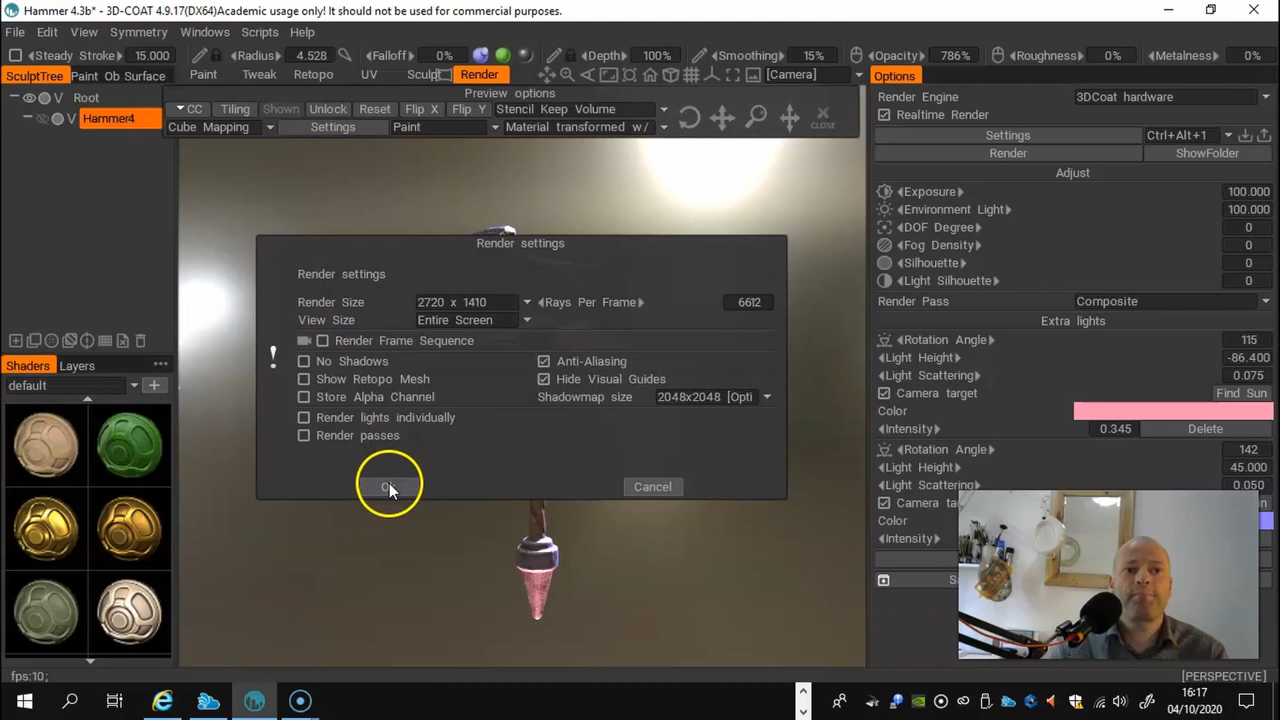 Hammer 4.3b* - 3D-COAT 4.9.17(DX64)Academic usage only! It should not be used for commercial purposes.
File Edit View Symmetry Windows Scripts Help
Steady Stroke 15.000 Radius 4.528 Falloff 0% Depth 100% Smoothing 15% Opacity 786% Roughness 0% Metalness 0%
SculptTree Paint Ob Surface Paint Tweak Retopo UV Sculpt Render [Camera] Options
Root
Hammer4
Preview options
CC Tiling Shown Unlock Reset Flip X Flip Y Stencil Keep Volume
Cube Mapping Settings Paint Material transformed w/ CLOSE
Render Engine 3DCoat hardware
Realtime Render
Settings Ctrl+Alt+1
Render ShowFolder
Adjust
Exposure 100.000
Environment Light 100.000
DOF Degree 0
Fog Density 0
Silhouette 0
Light Silhouette 0
Render Pass Composite
Extra lights
Rotation Angle 115
Light Height -86.400
Light Scattering 0.075
Camera target Find Sun
Color
Intensity 0.345 Delete
Rotation Angle 142
Light Height 45.000
Light Scattering 0.050
Color
Intensity
Render settings
Render settings
Render Size 2720 x 1410 Rays Per Frame 6612
View Size Entire Screen
Render Frame Sequence
No Shadows Anti-Aliasing
Show Retopo Mesh Hide Visual Guides
Store Alpha Channel Shadowmap size 2048x2048 [Opti
Render lights individually
Render passes
Cancel
Shaders Layers
default
fps:10;
[PERSPECTIVE]
16:17
04/10/2020